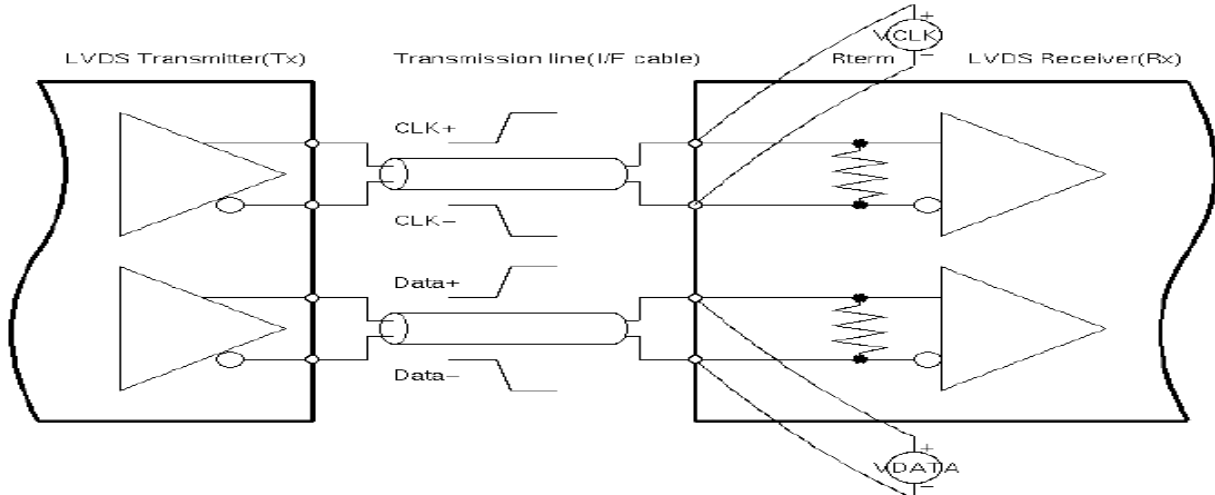 LVDS Transmitter(Tx)
Transmission line(I/F cable)
Rterm
LVDS Receiver(Rx)
+
VCLK
−
CLK+
CLK−
Data+
Data−
+
VDATA
−